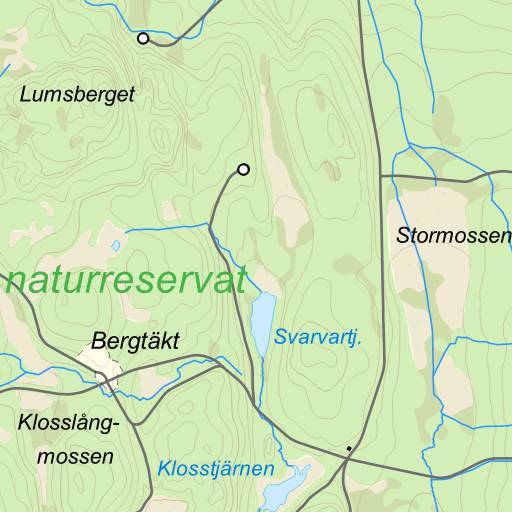 Lumsberget
Stormossen
naturreservat
Svarvartj.
Bergtäkt
Klosslång-
mossen
Klosstjärnen